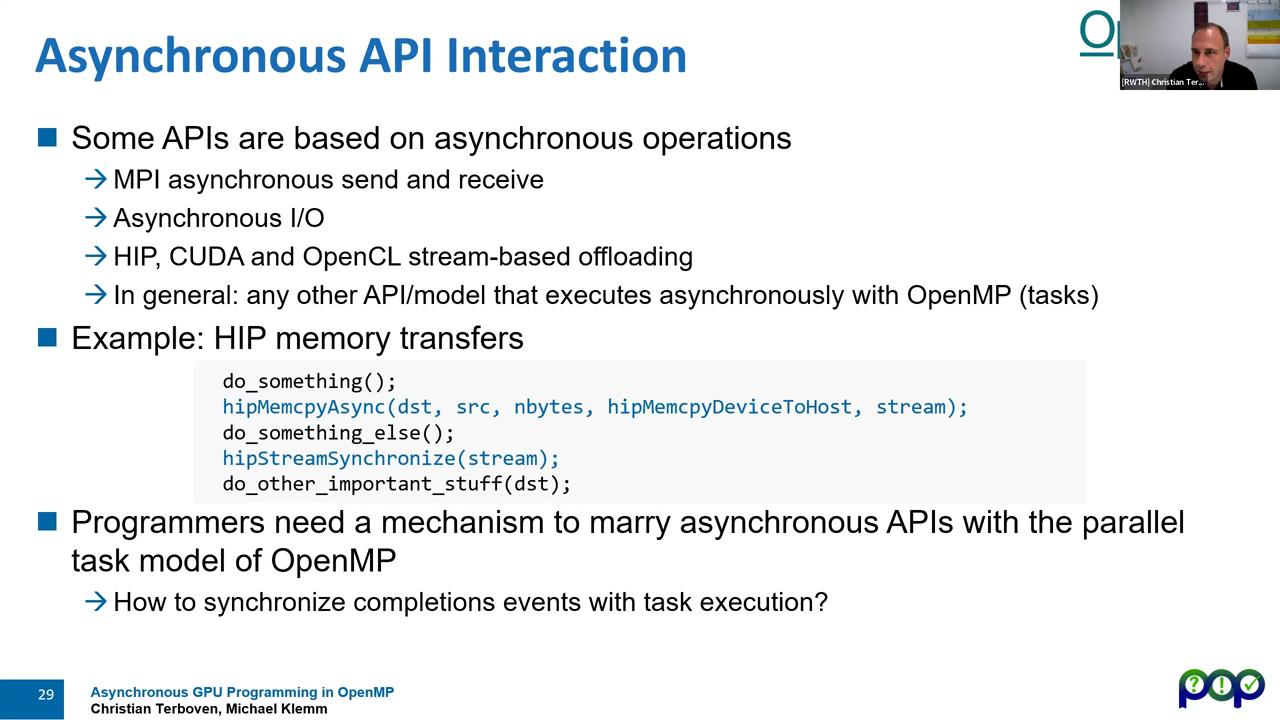 Asynchronous API Interaction
Op
[RWTH] Christian Ter...
Some APIs are based on asynchronous operations
→ MPI asynchronous send and receive
→ Asynchronous I/O
→ HIP, CUDA and OpenCL stream-based offloading
→ In general: any other API/model that executes asynchronously with OpenMP (tasks)
Example: HIP memory transfers
do_something();
hipMemcpyAsync(dst, src, nbytes, hipMemcpyDeviceToHost, stream);
do_something_else();
hipStreamSynchronize(stream);
do_other_important_stuff(dst);
Programmers need a mechanism to marry asynchronous APIs with the parallel
task model of OpenMP
→ How to synchronize completions events with task execution?
29
Asynchronous GPU Programming in OpenMP
Christian Terboven, Michael Klemm
pop